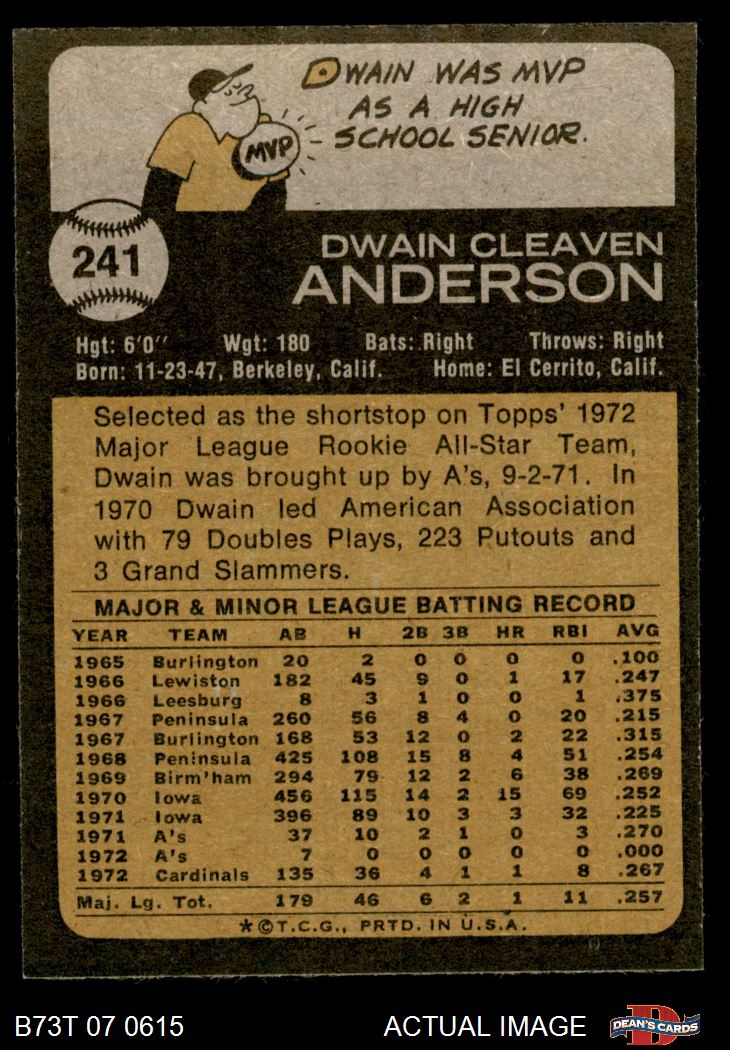 DWAIN WAS MVP
AS A HIGH
SCHOOL SENIOR.
MVP
241
DWAIN CLEAVEN
ANDERSON
Hgt: 6'0" Wgt: 180 Bats: Right Throws: Right
Born: 11-23-47, Berkeley, Calif. Home: El Cerrito, Calif.
Selected as the shortstop on Topps' 1972
Major League Rookie All-Star Team,
Dwain was brought up by A's, 9-2-71. In
1970 Dwain led American Association
with 79 Doubles Plays, 223 Putouts and
3 Grand Slammers.
MAJOR & MINOR LEAGUE BATTING RECORD
YEAR TEAM AB H 2B 3B HR RBI AVG
1965 Burlington 20 2 0 0 0 0 .100
1966 Lewiston 182 45 9 0 1 17 .247
1966 Leesburg 8 3 1 0 0 1 .375
1967 Peninsula 260 56 8 4 0 20 .215
1967 Burlington 168 53 12 0 2 22 .315
1968 Peninsula 425 108 15 8 4 51 .254
1969 Birm'ham 294 79 12 2 6 38 .269
1970 Iowa 456 115 14 2 15 69 .252
1971 Iowa 396 89 10 3 3 32 .225
1971 A's 37 10 2 1 0 3 .270
1972 A's 7 0 0 0 0 0 .000
1972 Cardinals 135 36 4 1 1 8 .267
Maj. Lg. Tot. 179 46 6 2 1 11 .257
*©T.C.G., PRTD. IN U.S.A.
B73T 07 0615 ACTUAL IMAGE DEAN'S CARDS